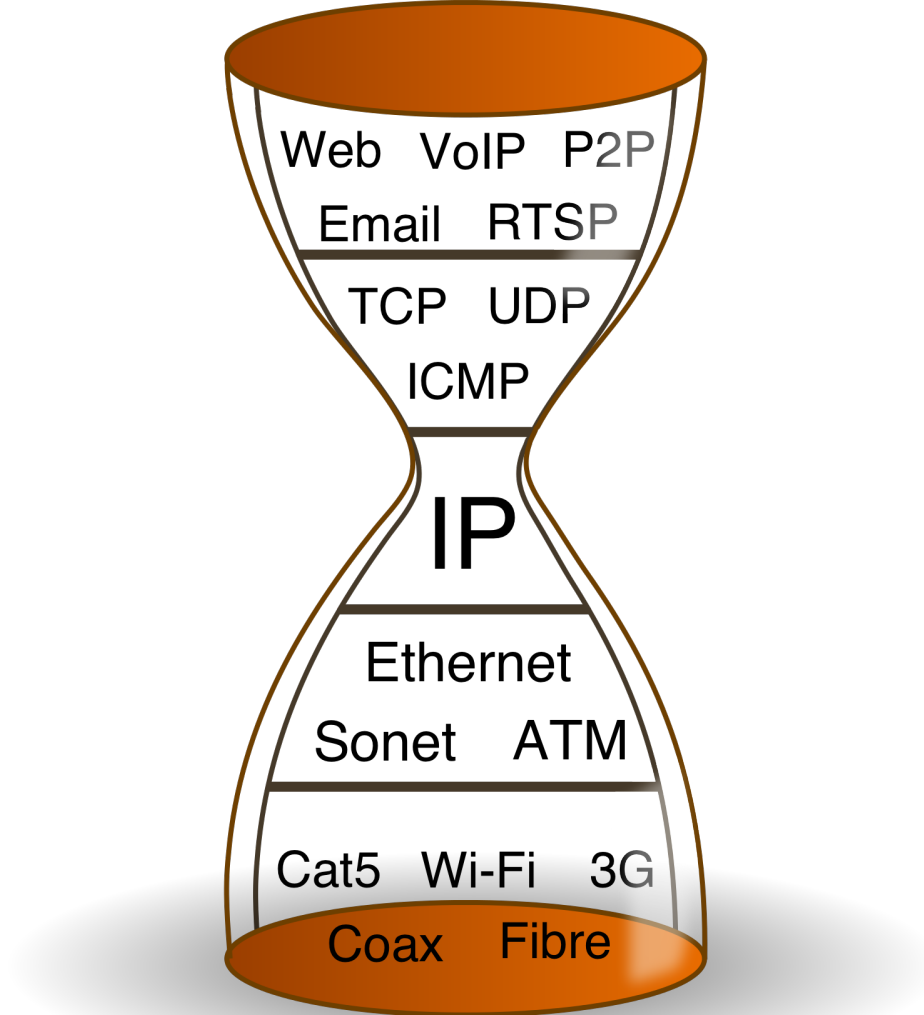 Web VoIP P2P
Email RTSP
TCP UDP
ICMP
IP
Ethernet
Sonet ATM
Cat5 Wi-Fi 3G
Coax Fibre